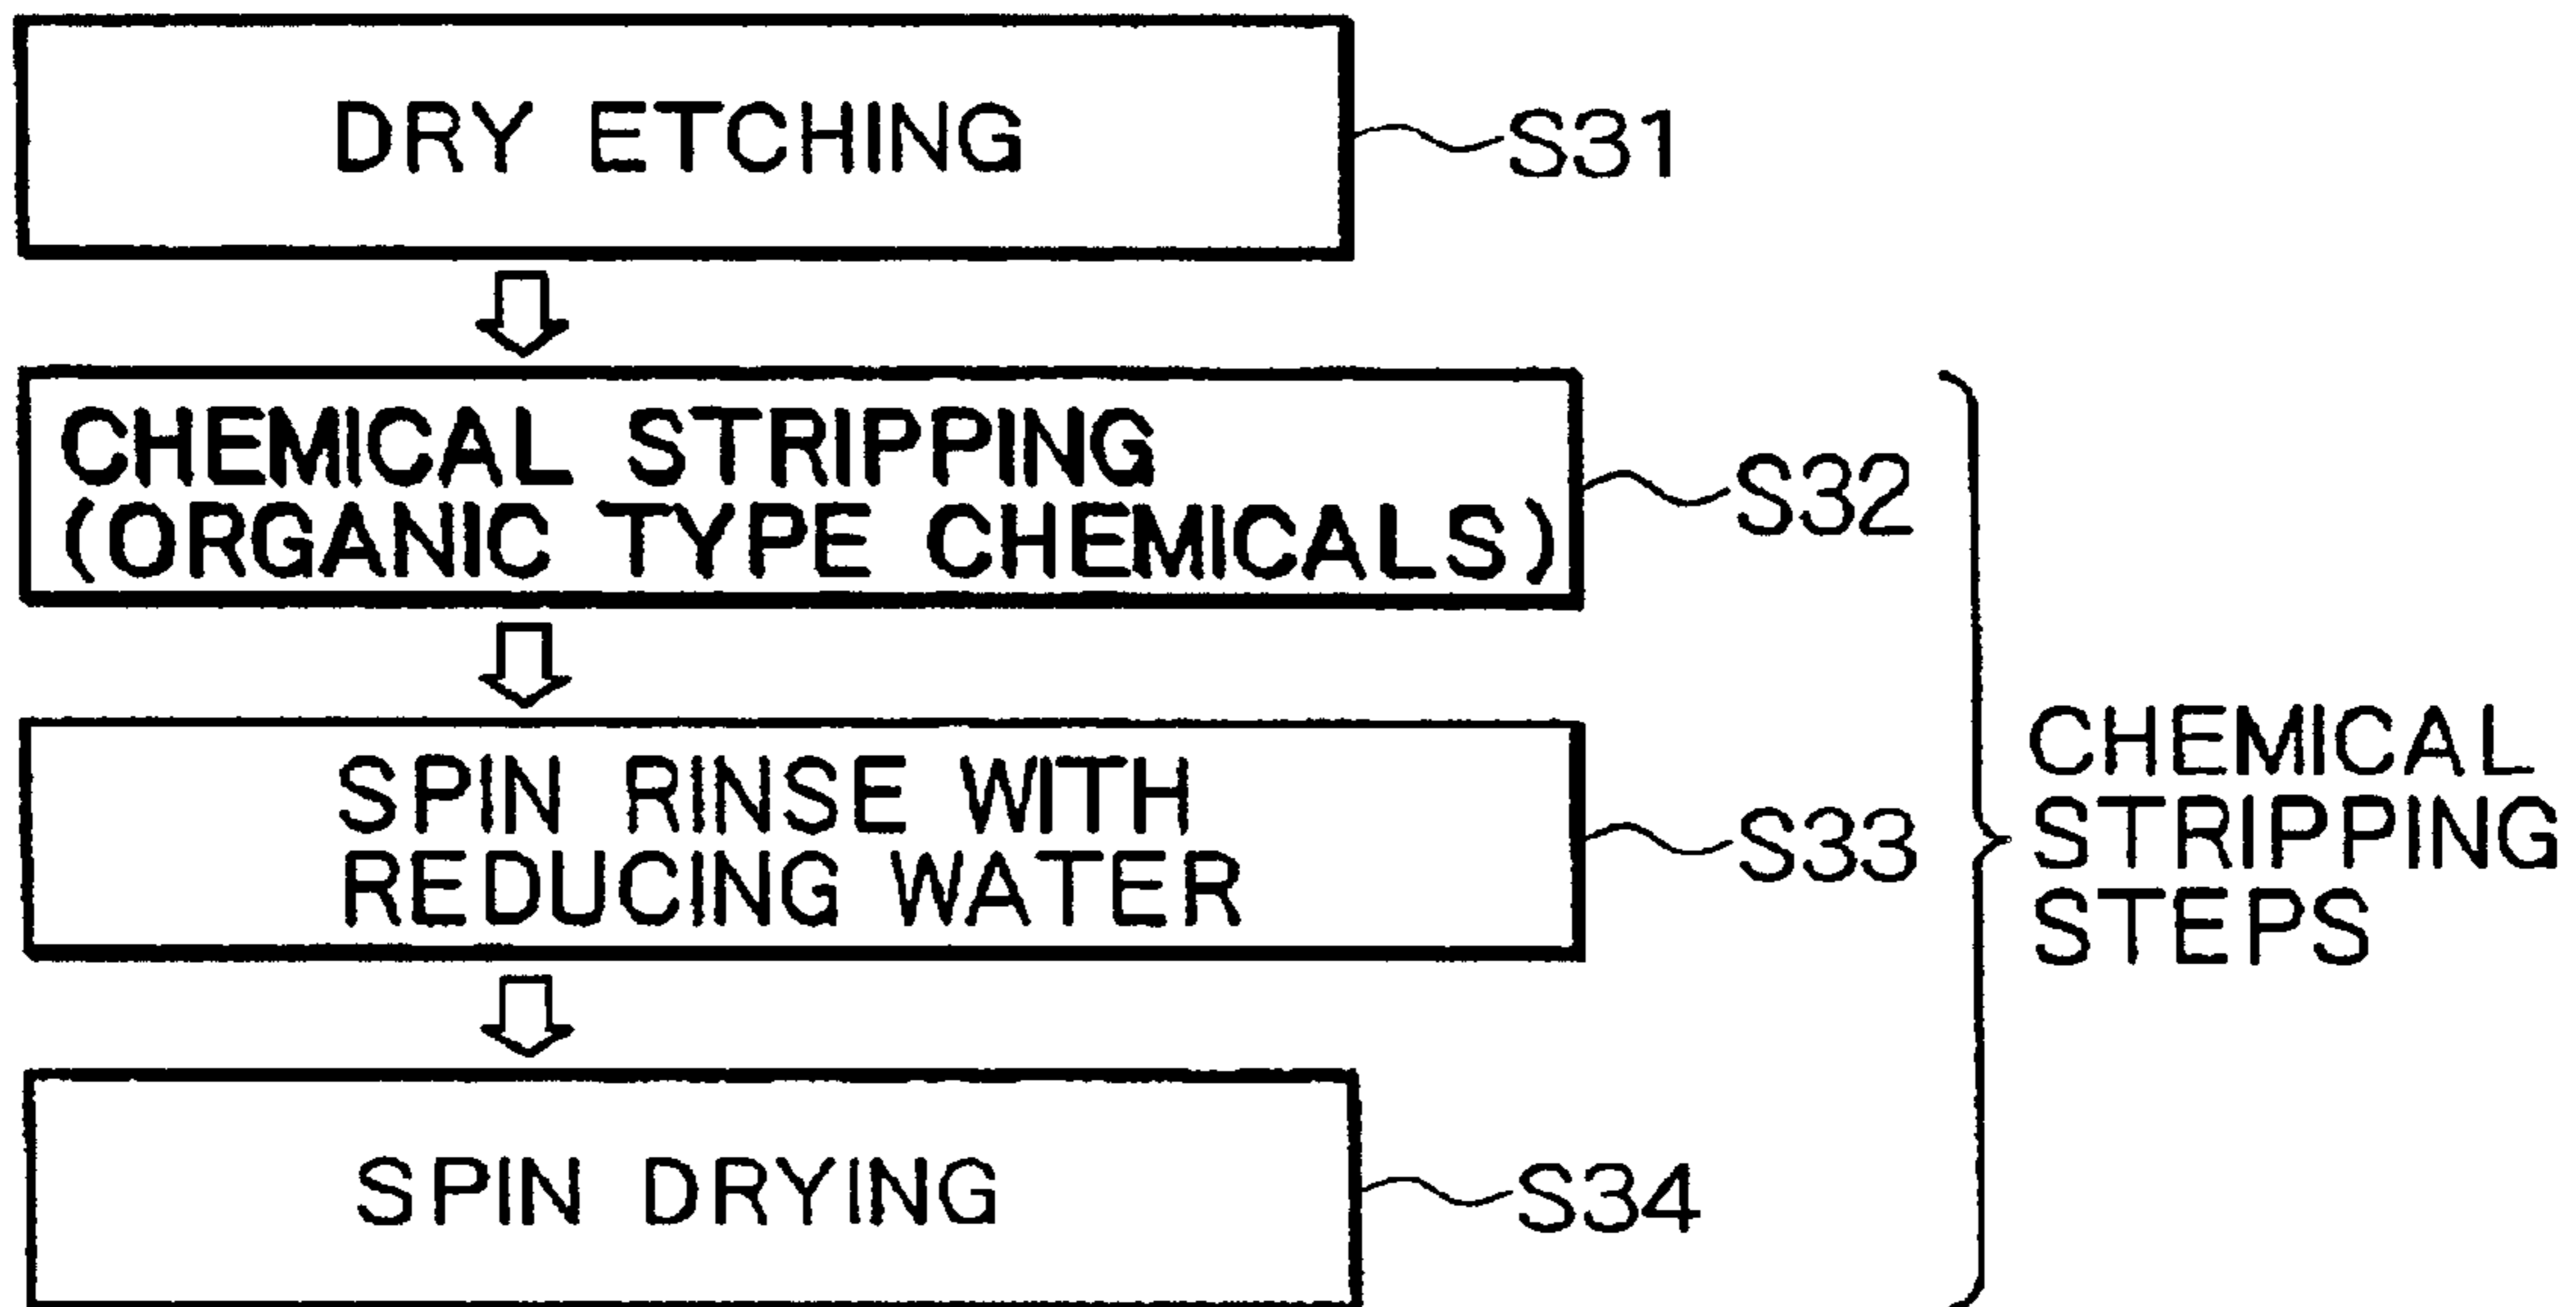 DRY ETCHING
S31
CHEMICAL STRIPPING
(ORGANIC TYPE CHEMICALS)
S32
SPIN RINSE WITH
REDUCING WATER
S33
SPIN DRYING
S34
CHEMICAL
STRIPPING
STEPS